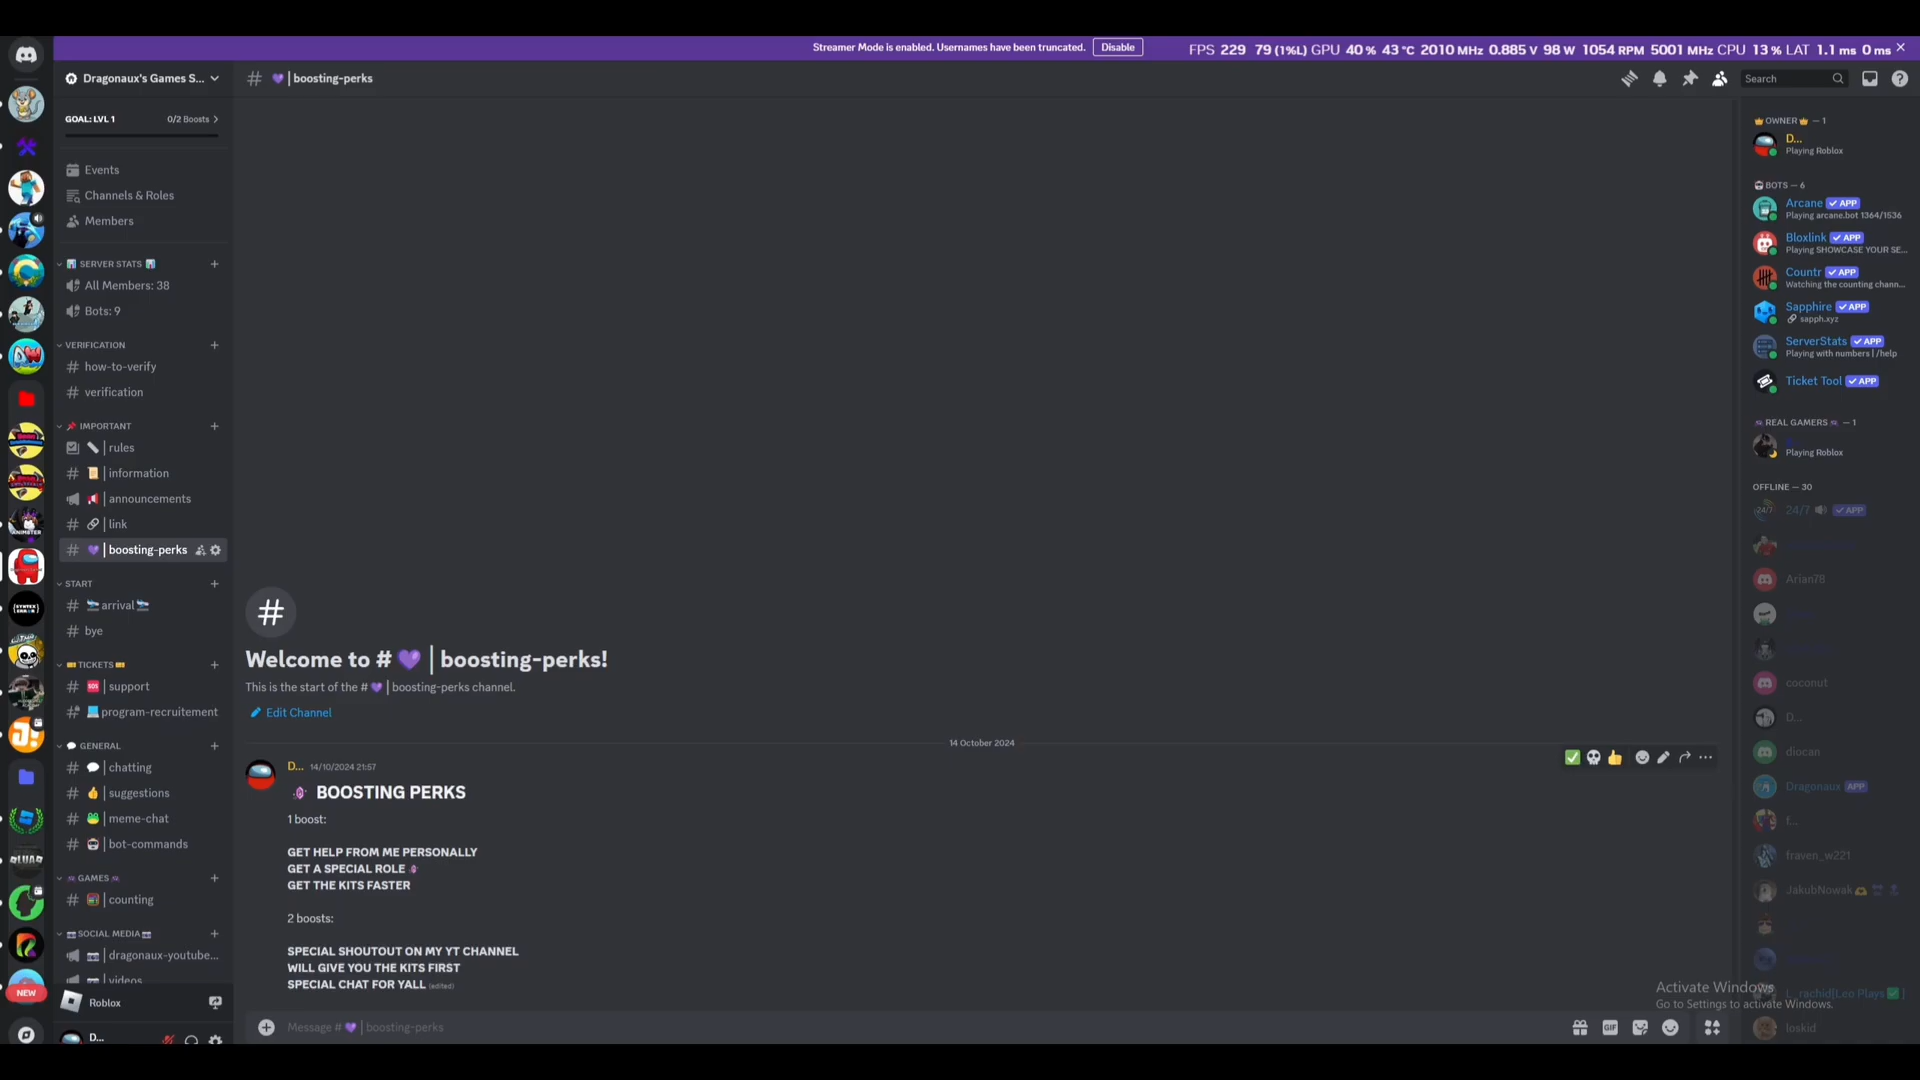 Streamer Mode is enabled. Usernames have been truncated. Disable
FPS 229 79 (1%L) GPU 40 % 43 °C 2010 MHz 0.885 V 98 W 1054 RPM 5001 MHz CPU 13 % LAT 1.1 ms 0 ms
Dragonaux's Games S...
💜 | boosting-perks
Search
GOAL: LVL 1 0/2 Boosts
Events
Channels & Roles
Members
📊 SERVER STATS 📊
All Members: 38
Bots: 9
VERIFICATION
how-to-verify
verification
📌 IMPORTANT
| rules
| information
| announcements
| link
💜 | boosting-perks
START
arrival
bye
TICKETS
| support
program-recruitement
GENERAL
| chatting
| suggestions
| meme-chat
| bot-commands
GAMES
| counting
SOCIAL MEDIA
| dragonaux-youtube...
| videos
NEW
Roblox
D...
Welcome to # 💜 | boosting-perks!
This is the start of the # 💜 | boosting-perks channel.
Edit Channel
14 October 2024
D... 14/10/2024 21:57
BOOSTING PERKS
1 boost:
GET HELP FROM ME PERSONALLY
GET A SPECIAL ROLE
GET THE KITS FASTER
2 boosts:
SPECIAL SHOUTOUT ON MY YT CHANNEL
WILL GIVE YOU THE KITS FIRST
SPECIAL CHAT FOR YALL (edited)
Message # 💜 | boosting-perks
GIF
👑 OWNER 👑 — 1
D...
Playing Roblox
BOTS — 6
Arcane ✓ APP
Playing arcane.bot 1364/1536
Bloxlink ✓ APP
Playing SHOWCASE YOUR SE...
Countr ✓ APP
Watching the counting chann...
Sapphire ✓ APP
sapph.xyz
ServerStats ✓ APP
Playing with numbers | /help
Ticket Tool ✓ APP
REAL GAMERS — 1
Playing Roblox
OFFLINE — 30
24/7 🔊 ✓ APP
Arian78
coconut
D...
diocan
Dragonaux APP
f...
fraven_w221
JakubNowak
L_rachid[Leo Plays ✅]
loskid
Activate Windows
Go to Settings to activate Windows.